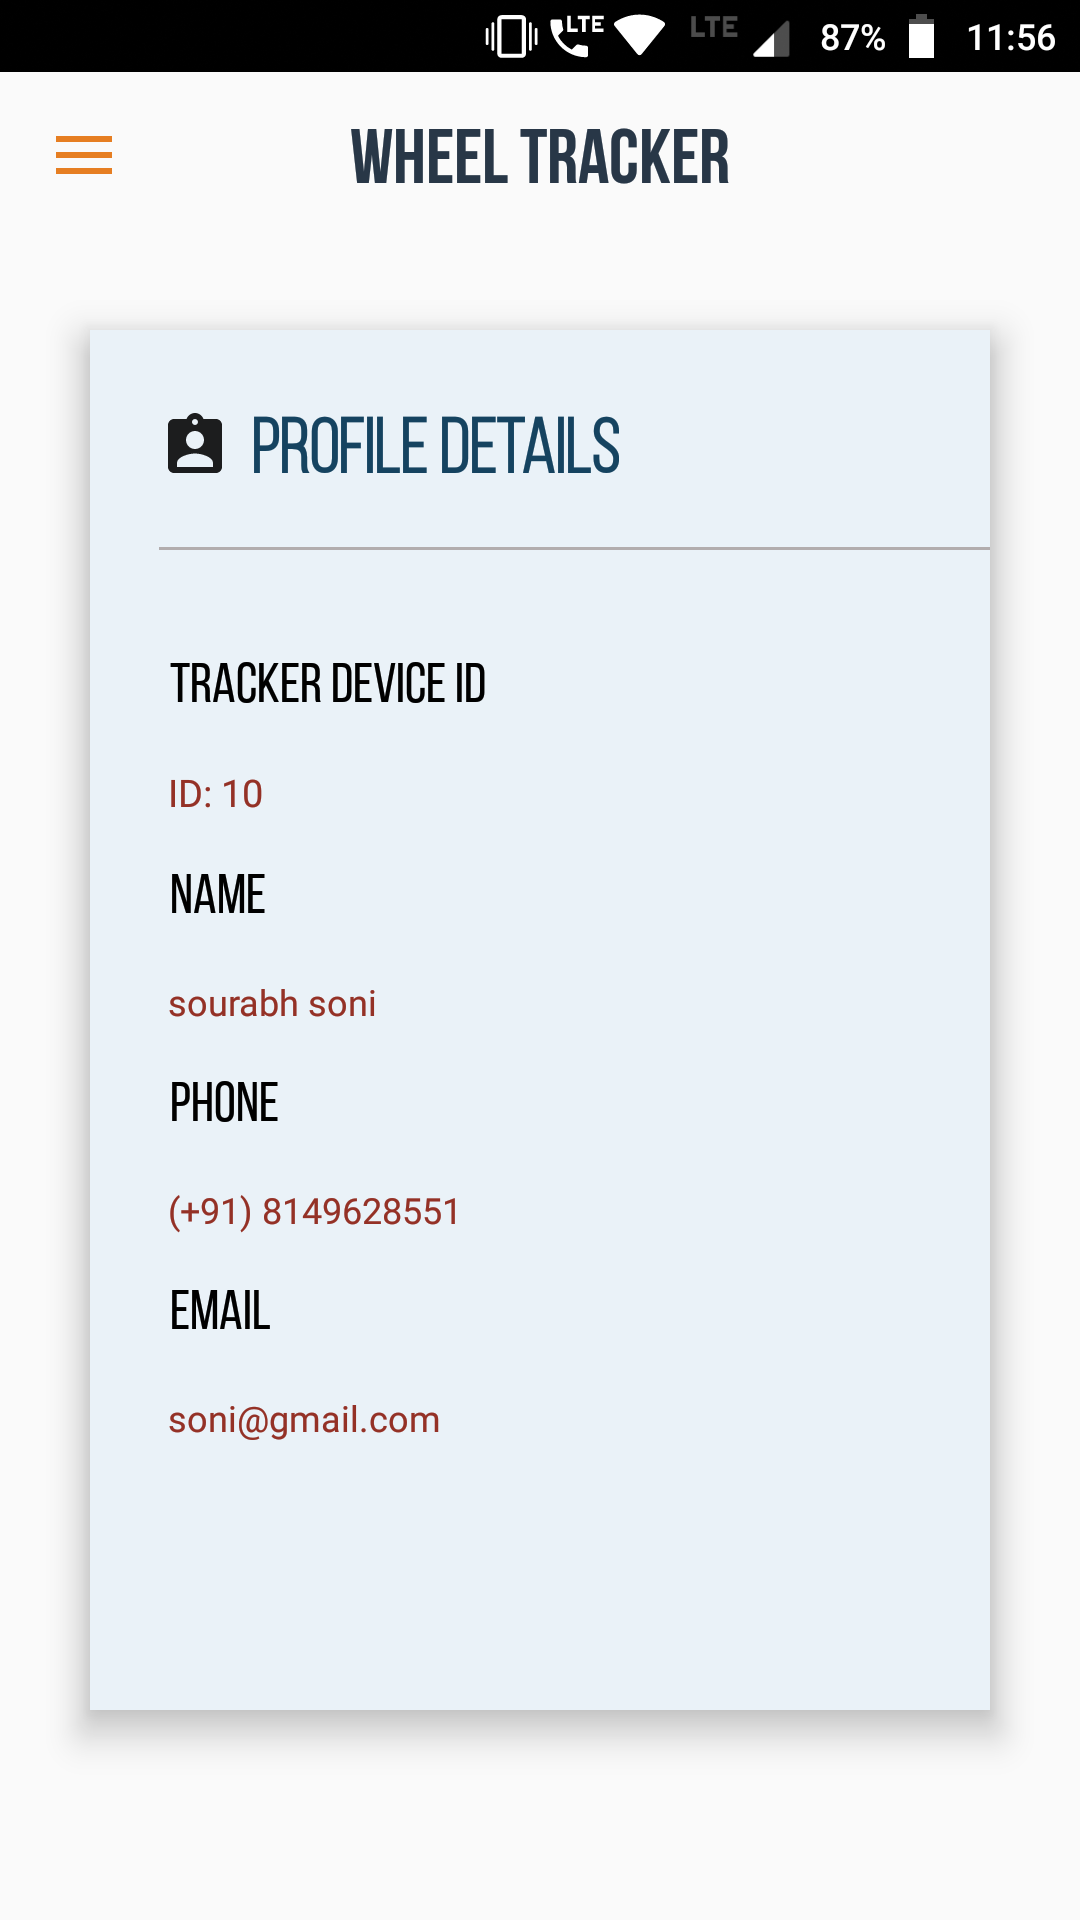 LTE LTE 87% 11:56
WHEEL TRACKER
PROFILE DETAILS
TRACKER DEVICE ID
ID: 10
NAME
sourabh soni
PHONE
(+91) 8149628551
EMAIL
soni@gmail.com